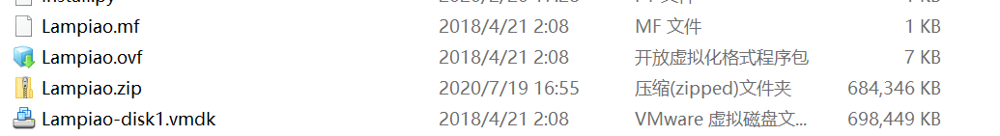 Lampiao.mf 2018/4/21 2:08 MF 文件 1 KB
Lampiao.ovf 2018/4/21 2:08 开放虚拟化格式程序包 7 KB
Lampiao.zip 2020/7/19 16:55 压缩(zipped)文件夹 684,346 KB
Lampiao-disk1.vmdk 2018/4/21 2:08 VMware 虚拟磁盘文... 698,449 KB